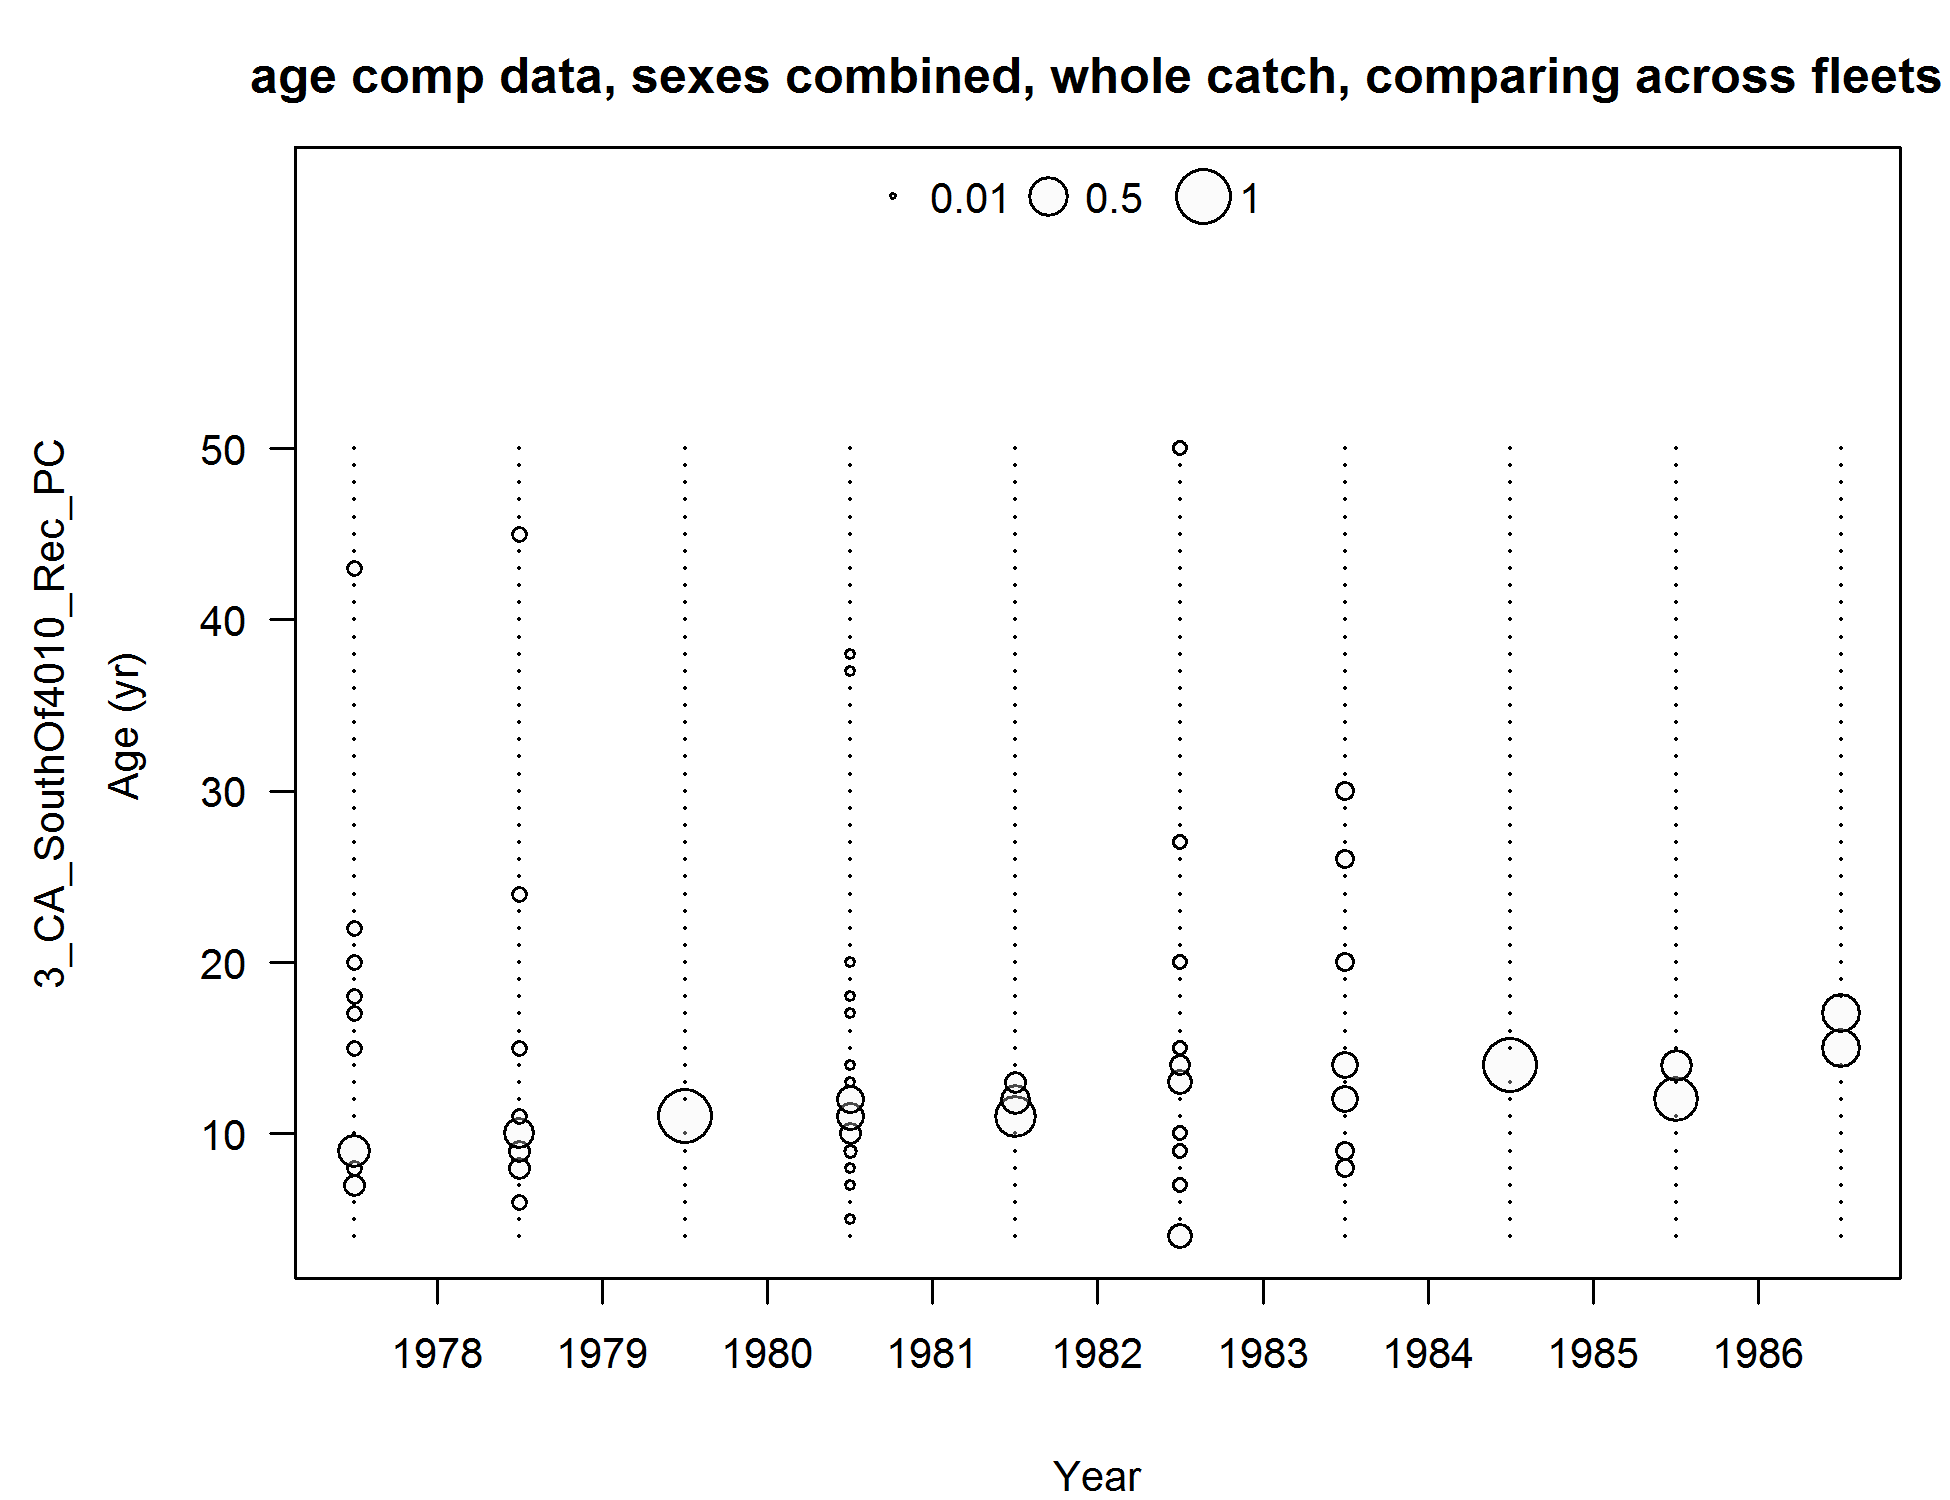 age comp data, sexes combined, whole catch, comparing across fleets
0.01 0.5 1
3_CA_SouthOf4010_Rec_PC
Age (yr)
50
40
30
20
10
1978 1979 1980 1981 1982 1983 1984 1985 1986
Year